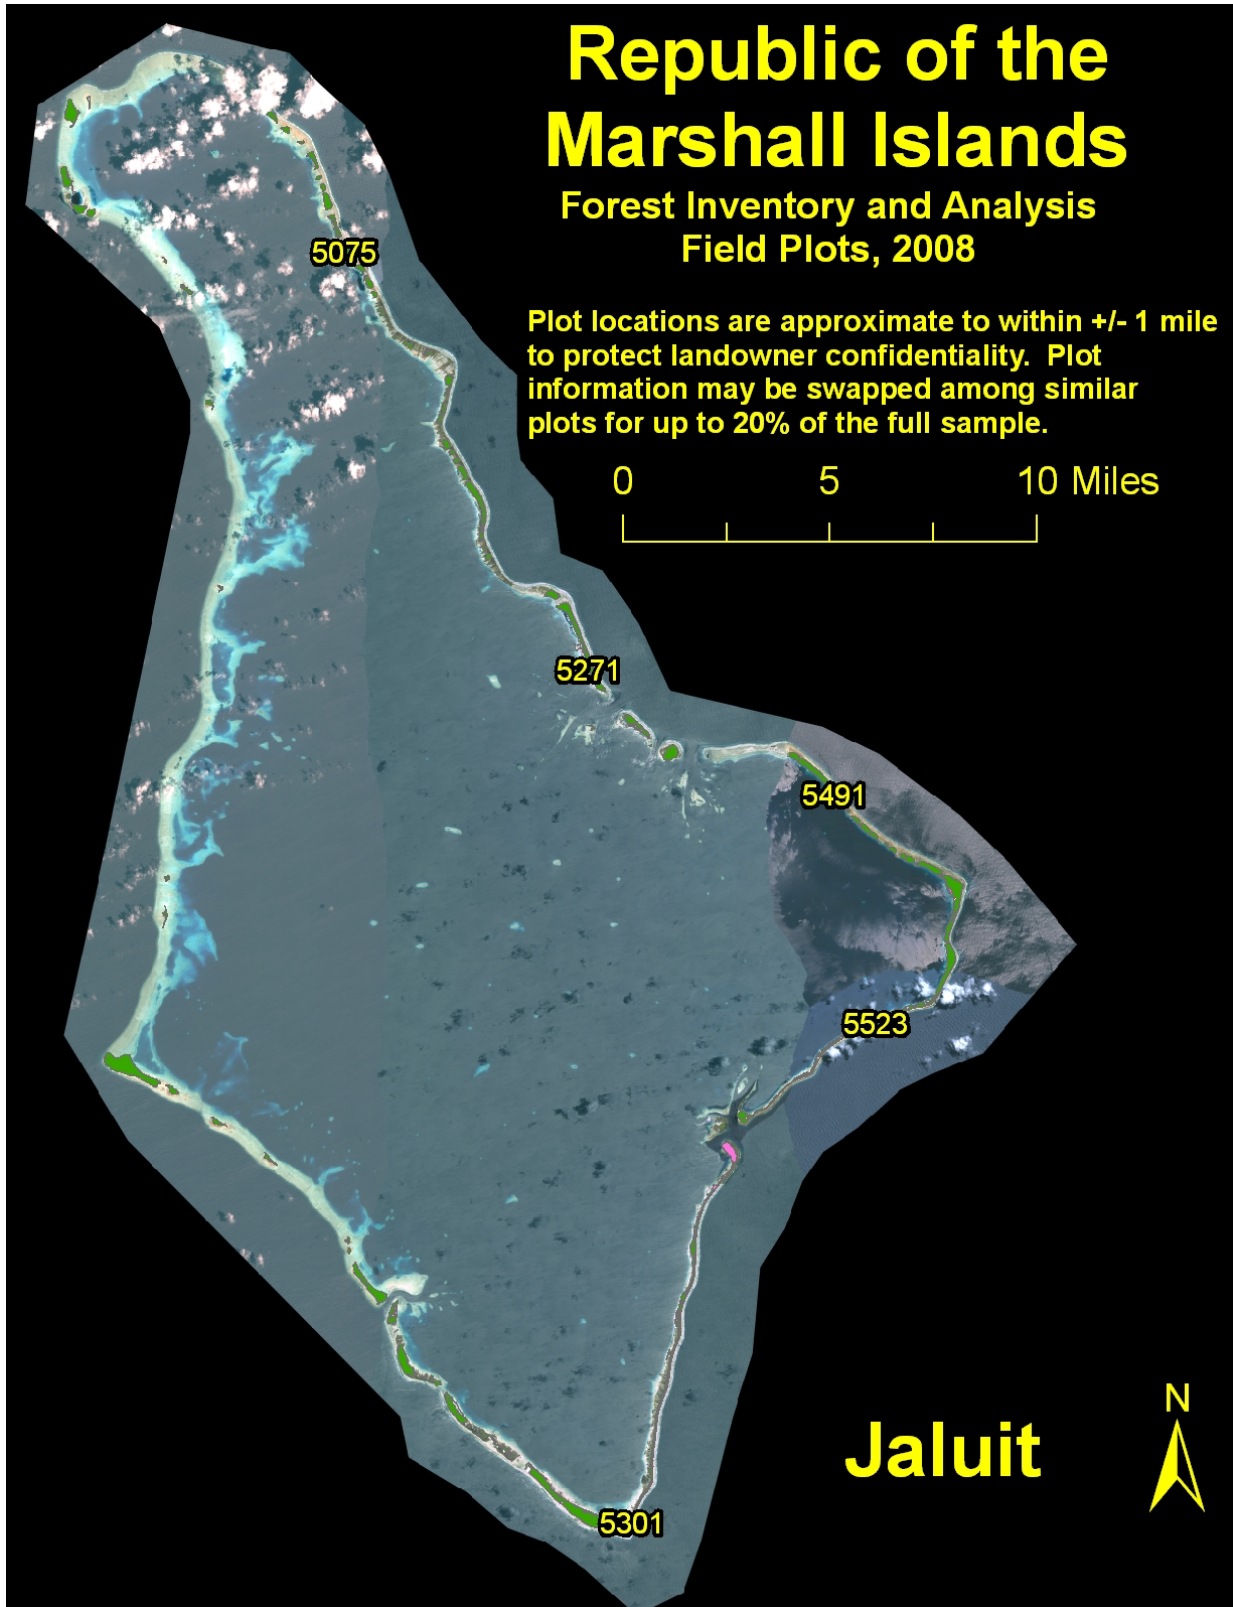 Republic of the
Marshall Islands
Forest Inventory and Analysis
Field Plots, 2008
Plot locations are approximate to within +/- 1 mile
to protect landowner confidentiality.  Plot
information may be swapped among similar
plots for up to 20% of the full sample.
0 5 10 Miles
5075
5271
5491
5523
5301
Jaluit
N